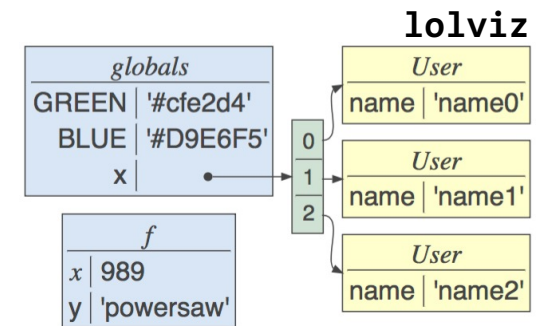 lolviz
globals
GREEN '#cfe2d4'
BLUE '#D9E6F5'
x
0
1
2
User
name 'name0'
User
name 'name1'
User
name 'name2'
f
x 989
y 'powersaw'